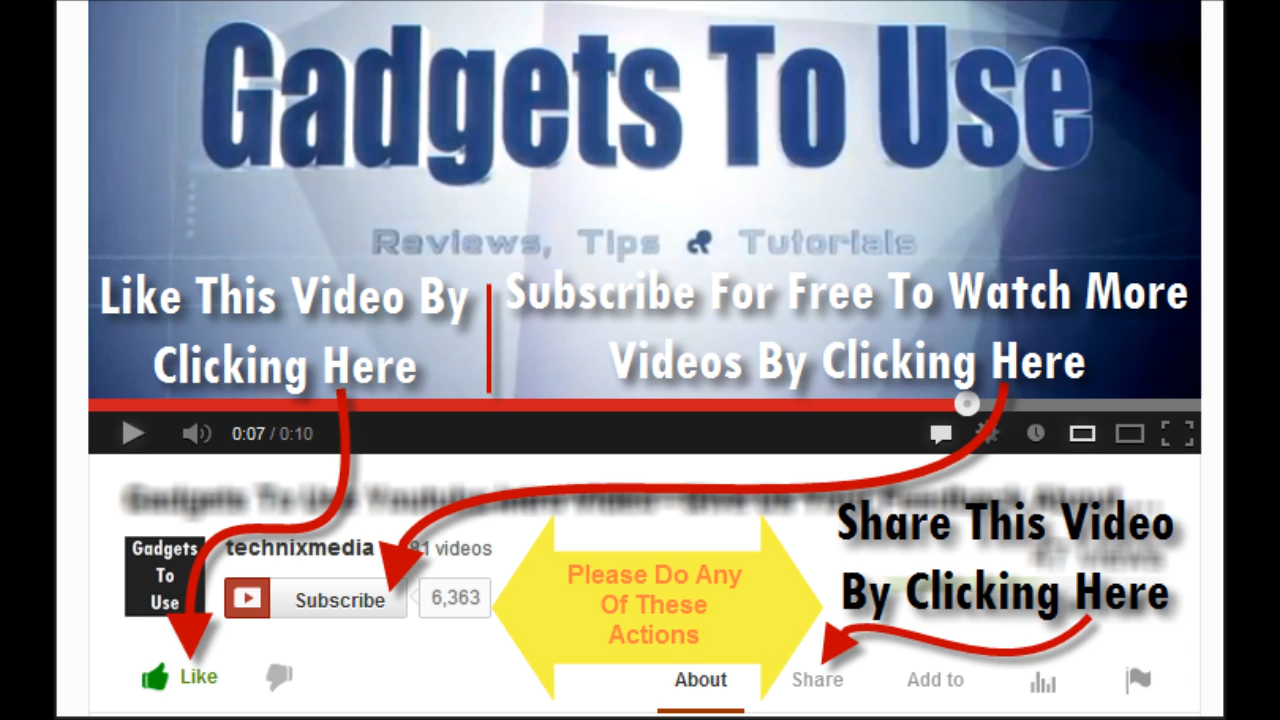 Gadgets To Use
Reviews, Tips & Tutorials
Like This Video By
Clicking Here
Subscribe For Free To Watch More
Videos By Clicking Here
0:07 / 0:10
Share This Video
By Clicking Here
Gadgets
To
Use
technixmedia
81 videos
Subscribe
6,363
Please Do Any
Of These
Actions
Like
About
Share
Add to